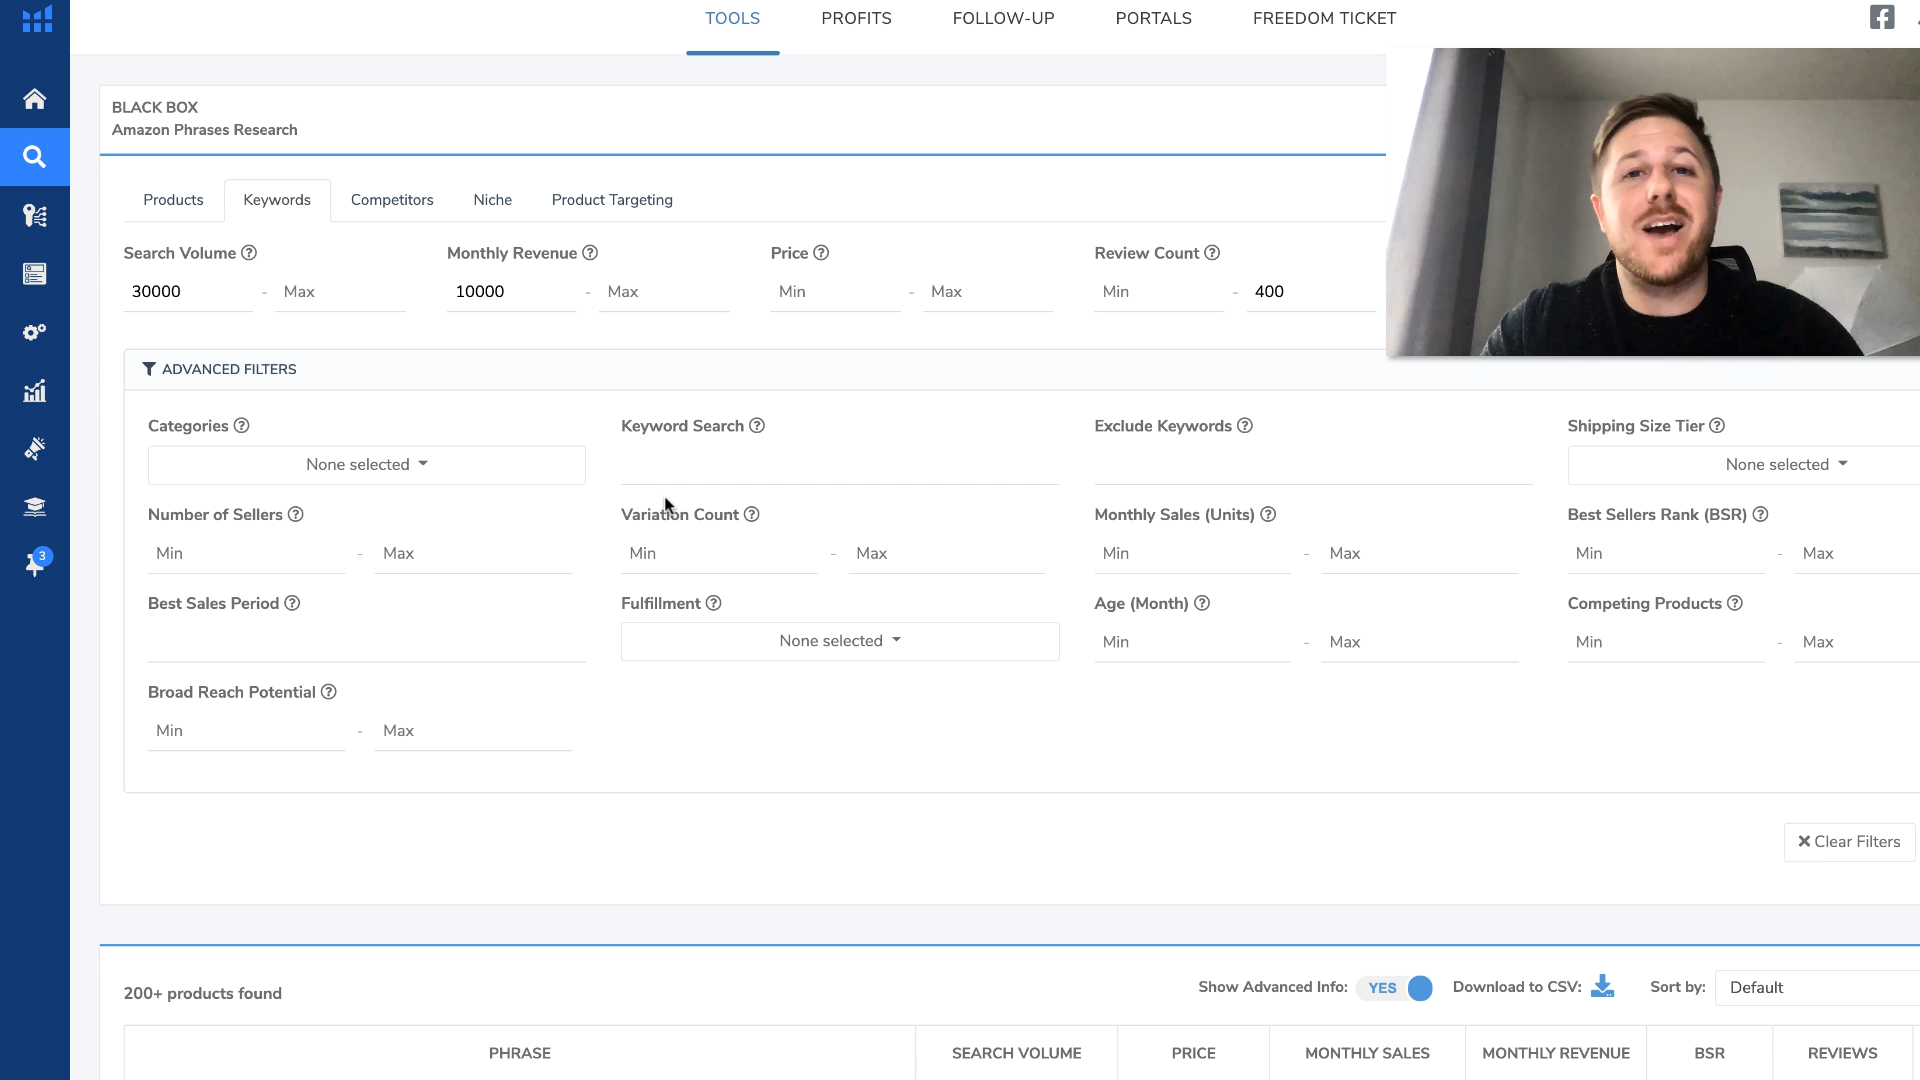 TOOLS PROFITS FOLLOW-UP PORTALS FREEDOM TICKET
BLACK BOX
Amazon Phrases Research
Products Keywords Competitors Niche Product Targeting
Search Volume Monthly Revenue Price Review Count
30000 - Max 10000 - Max Min - Max Min - 400
ADVANCED FILTERS
Categories Keyword Search Exclude Keywords Shipping Size Tier
None selected None selected
Number of Sellers Variation Count Monthly Sales (Units) Best Sellers Rank (BSR)
Min - Max Min - Max Min - Max Min - Max
3
Best Sales Period Fulfillment Age (Month) Competing Products
None selected Min - Max Min - Max
Broad Reach Potential
Min - Max
Clear Filters
200+ products found Show Advanced Info: YES Download to CSV: Sort by: Default
PHRASE SEARCH VOLUME PRICE MONTHLY SALES MONTHLY REVENUE BSR REVIEWS